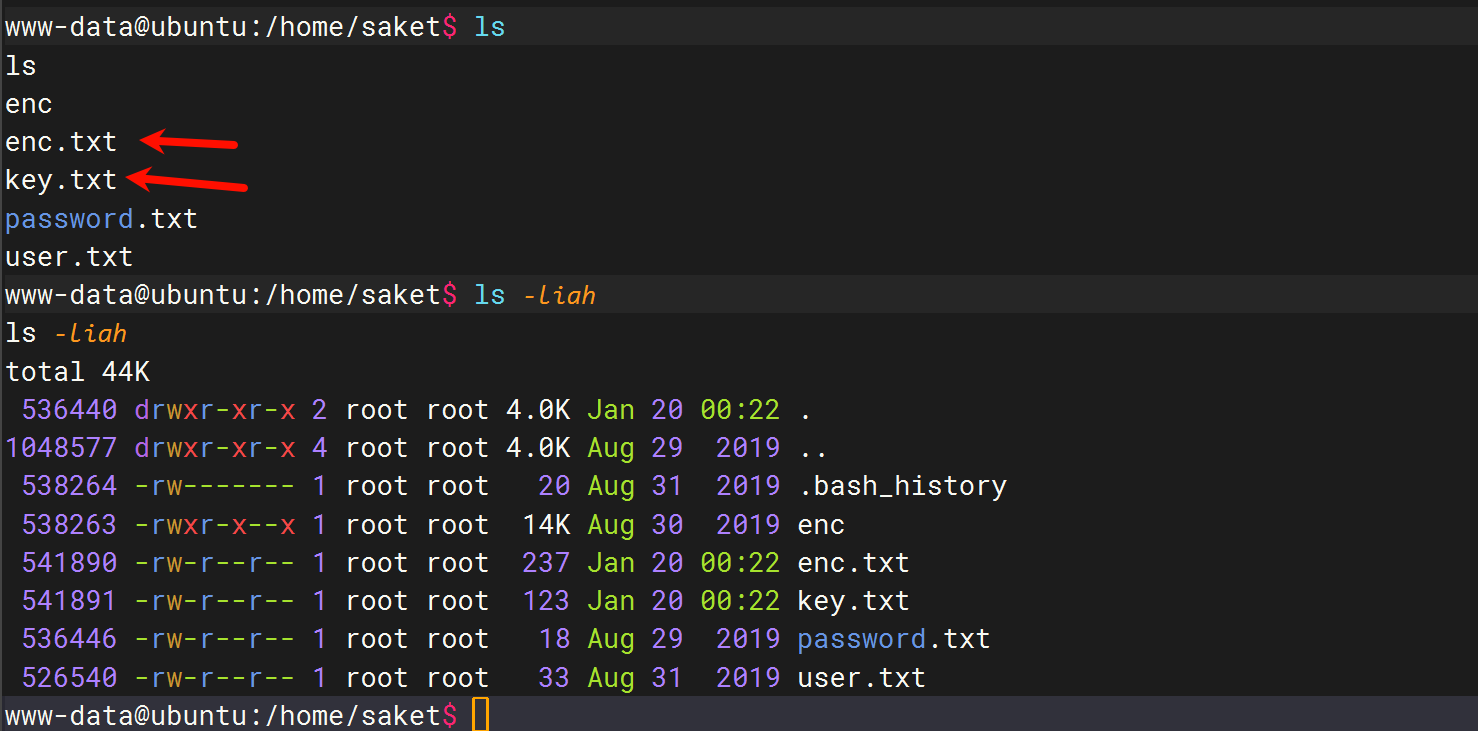 www-data@ubuntu:/home/saket$ ls
ls
enc
enc.txt
key.txt
password.txt
user.txt
www-data@ubuntu:/home/saket$ ls -liah
ls -liah
total 44K
536440 drwxr-xr-x 2 root root 4.0K Jan 20 00:22 .
1048577 drwxr-xr-x 4 root root 4.0K Aug 29  2019 ..
538264 -rw------- 1 root root   20 Aug 31  2019 .bash_history
538263 -rwxr-x--x 1 root root  14K Aug 30  2019 enc
541890 -rw-r--r-- 1 root root  237 Jan 20 00:22 enc.txt
541891 -rw-r--r-- 1 root root  123 Jan 20 00:22 key.txt
536446 -rw-r--r-- 1 root root   18 Aug 29  2019 password.txt
526540 -rw-r--r-- 1 root root   33 Aug 31  2019 user.txt
www-data@ubuntu:/home/saket$